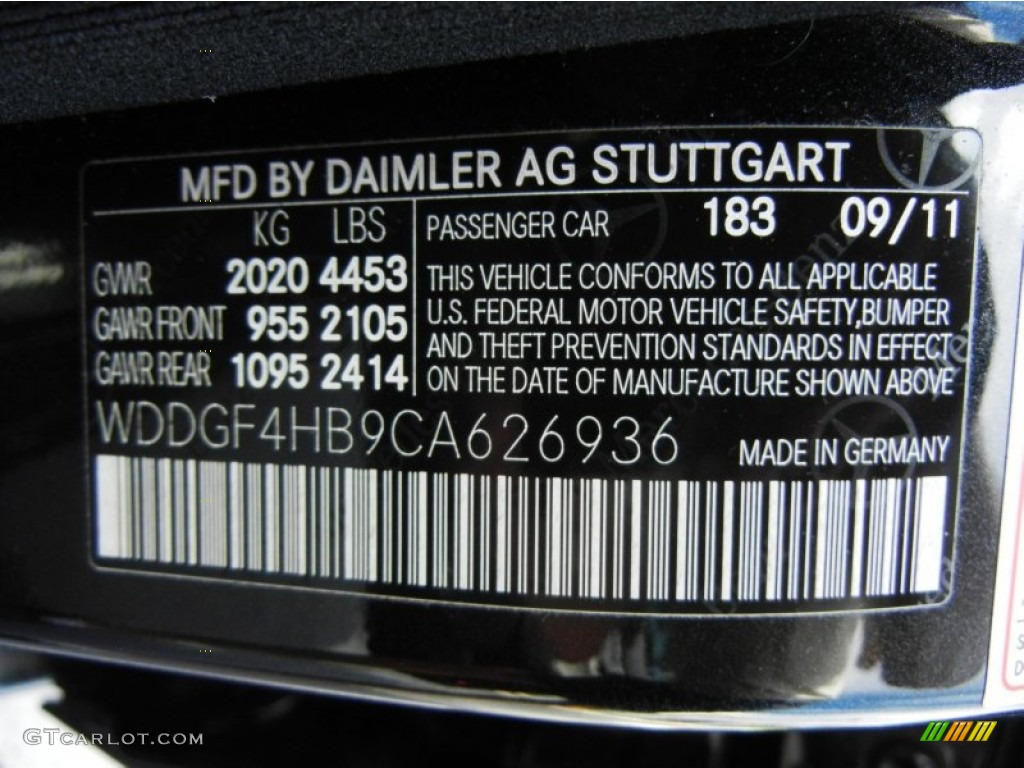 MFD BY DAIMLER AG STUTTGART
KG LBS
GVWR 2020 4453
GAWR FRONT 955 2105
GAWR REAR 1095 2414
PASSENGER CAR 183 09/11
THIS VEHICLE CONFORMS TO ALL APPLICABLE
U.S. FEDERAL MOTOR VEHICLE SAFETY,BUMPER
AND THEFT PREVENTION STANDARDS IN EFFECT
ON THE DATE OF MANUFACTURE SHOWN ABOVE
WDDGF4HB9CA626936
MADE IN GERMANY
GTcarlot.com